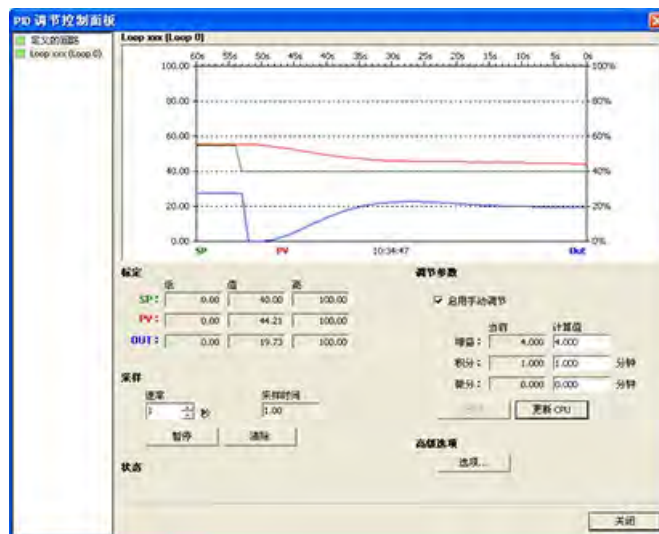 PID 调节控制面板
定义的回路
Loop xxx (Loop 0)
Loop xxx (Loop 0)
60s 55s 50s 45s 40s 35s 30s 25s 20s 15s 10s 5s 0s
100.00 100%
80.00 80%
60.00 60%
40.00 40%
20.00 20%
0.00 0%
SP PV 10:34:47 Out
标定
低 值 高
SP: 0.00 40.00 100.00
PV: 0.00 44.21 100.00
OUT: 0.00 19.73 100.00
采样
速率 采样时间
1 秒 1.00
暂停 清除
状态
调节参数
启用手动调节
当前 计算值
增益: 4.000 4.000
积分: 1.000 1.000 分钟
微分: 0.000 0.000 分钟
更新 CPU
高级选项
选项...
关闭